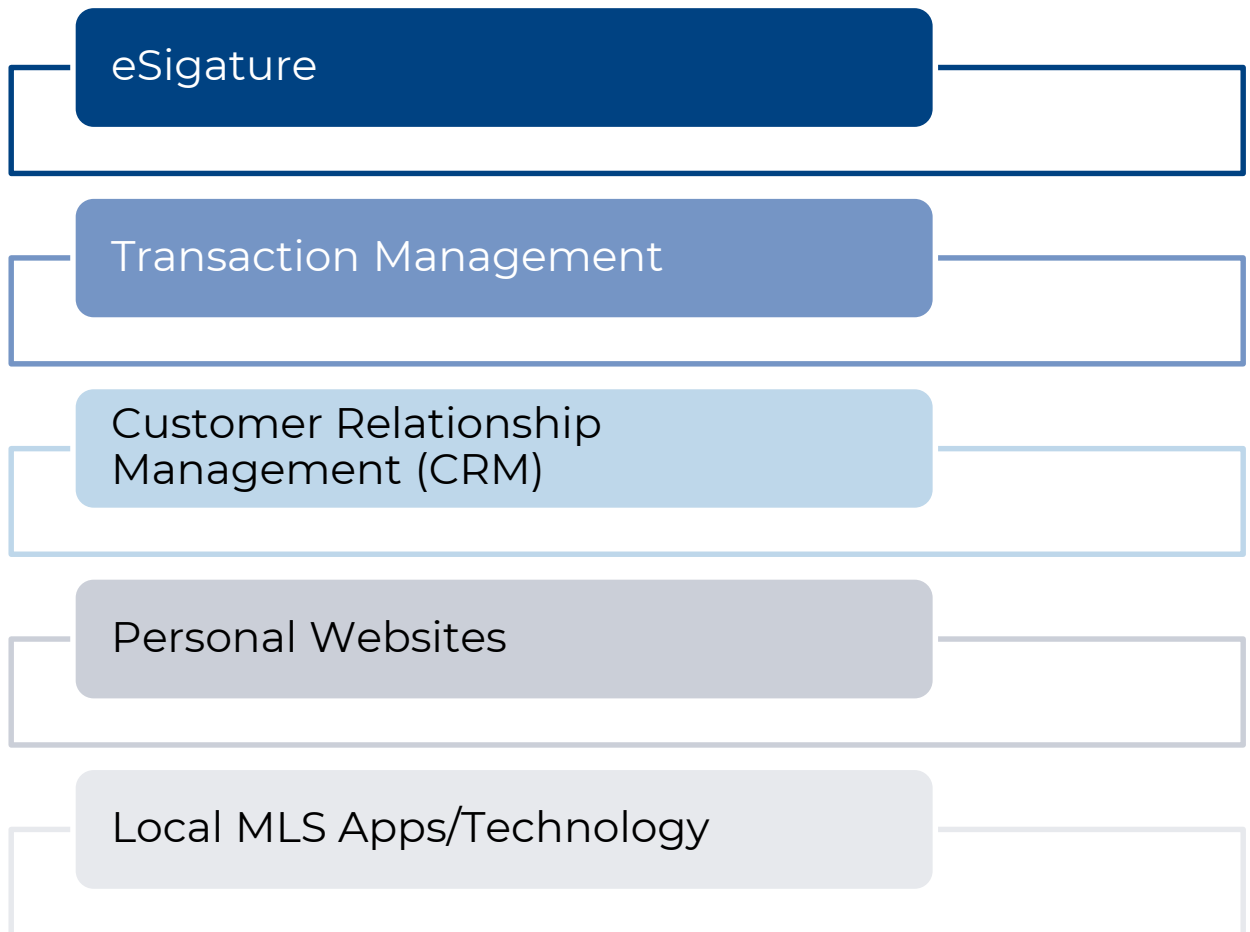 eSigature
Transaction Management
Customer Relationship
Management (CRM)
Personal Websites
Local MLS Apps/Technology